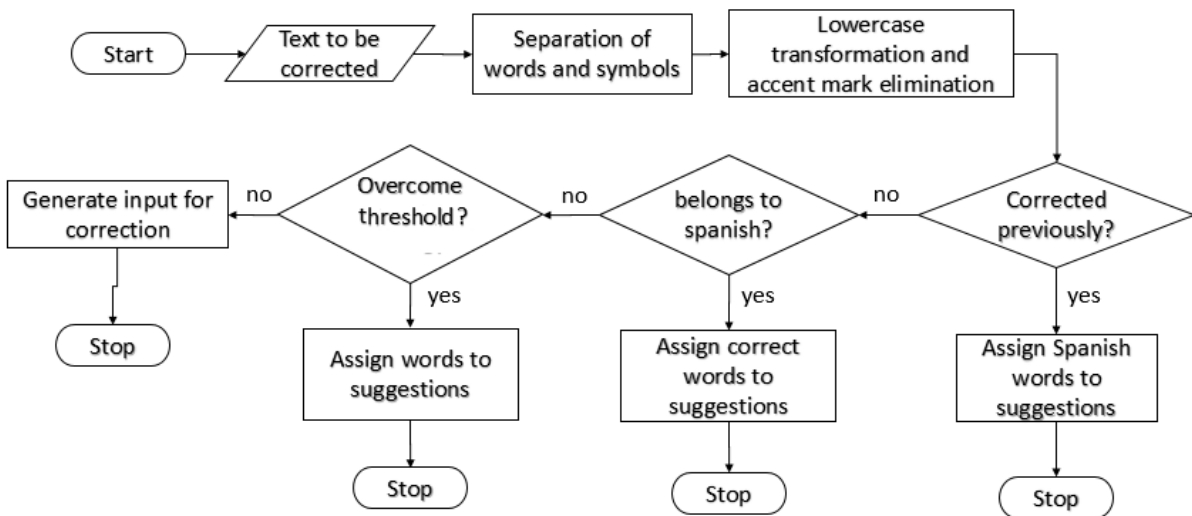 Start
Text to be
corrected
Separation of
words and symbols
Lowercase
transformation and
accent mark elimination
Corrected
previously?
no
belongs to
spanish?
no
Overcome
threshold?
no
Generate input for
correction
yes
yes
yes
Stop
Assign words to
suggestions
Assign correct
words to
suggestions
Assign Spanish
words to
suggestions
Stop
Stop
Stop